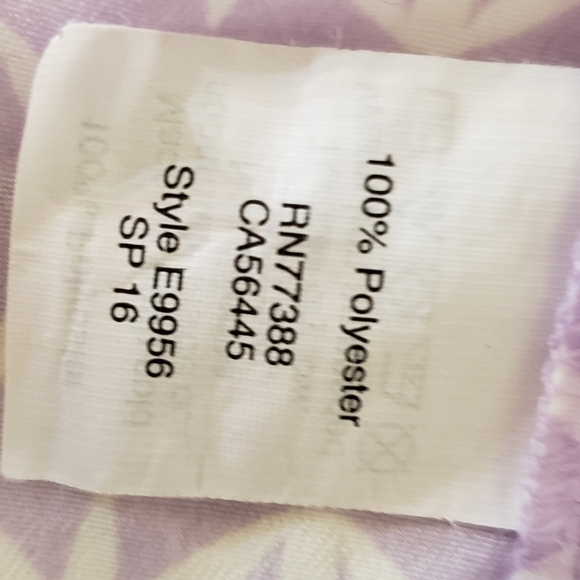 100% Polyester
RN77388
CA56445
Style E9956
SP 16